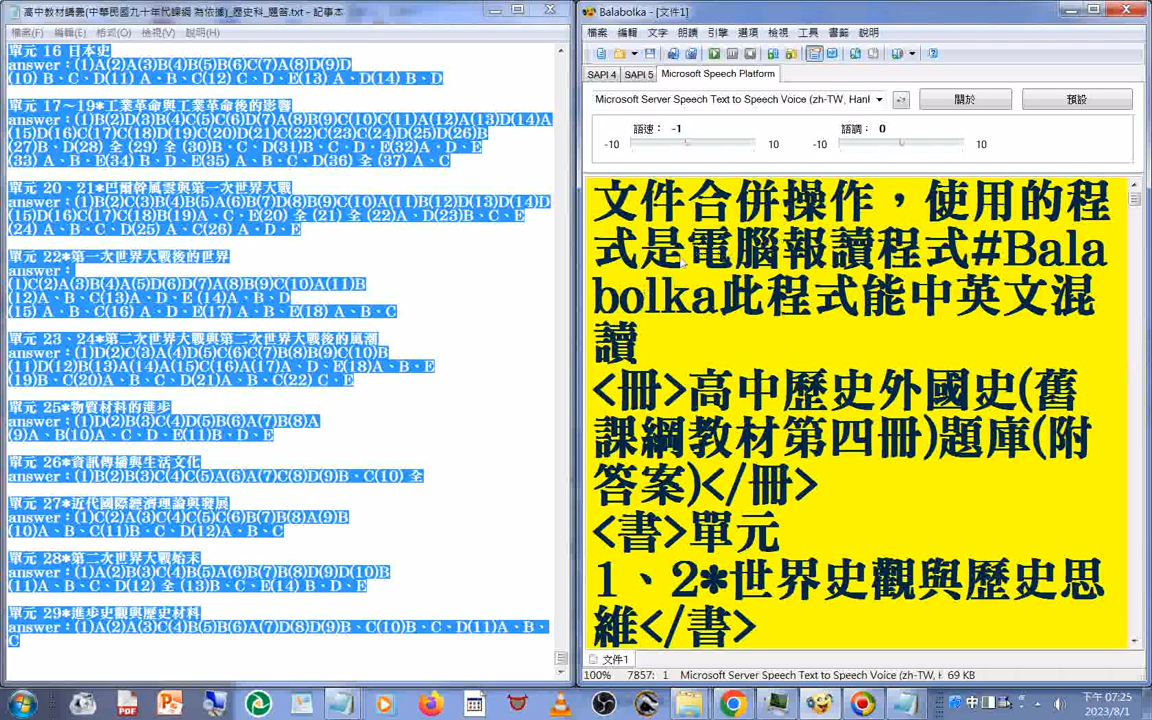 高中教材講義(中華民國九十年代課綱 為依據)_歷史科_題答.txt - 記事本
檔案(F) 編輯(E) 格式(O) 檢視(V) 說明(H)
單元 16 日本史
answer：(1)A(2)A(3)B(4)B(5)B(6)C(7)A(8)D(9)D
(10) B、C、D(11) A、B、C(12) C、D、E(13) A、D(14) B、D
單元 17～19*工業革命與工業革命後的影響
answer：(1)B(2)D(3)B(4)C(5)C(6)D(7)A(8)B(9)C(10)C(11)A(12)A(13)D(14)A
(15)D(16)C(17)C(18)D(19)C(20)D(21)C(22)C(23)C(24)D(25)D(26)B
(27)B、D(28) 全 (29) 全 (30)B、C、D(31)B、C、D、E(32)A、D、E
(33) A、B、E(34) B、D、E(35) A、B、C、D(36) 全 (37) A、C
單元 20、21*巴爾幹風雲與第一次世界大戰
answer：(1)B(2)C(3)B(4)B(5)A(6)B(7)D(8)B(9)C(10)A(11)B(12)D(13)D(14)D
(15)D(16)C(17)C(18)B(19)A、C、E(20) 全 (21) 全 (22)A、D(23)B、C、E
(24) A、B、C、D(25) A、C(26) A、D、E
單元 22*第一次世界大戰後的世界
answer：
(1)C(2)A(3)B(4)A(5)D(6)D(7)A(8)B(9)C(10)A(11)B
(12)A、B、C(13)A、D、E (14)A、B、D
(15) A、B、C(16) A、D、E(17) A、B、E(18) A、B、C
單元 23、24*第二次世界大戰與第二次世界大戰後的風潮
answer：(1)D(2)C(3)A(4)D(5)C(6)C(7)B(8)B(9)C(10)B
(11)D(12)B(13)A(14)A(15)C(16)A(17)A、D、E(18)A、B、E
(19)B、C(20)A、B、C、D(21)A、B、C(22) C、E
單元 25*物質材料的進步
answer：(1)D(2)B(3)C(4)D(5)B(6)A(7)B(8)A
(9)A、B(10)A、C、D、E(11)B、D、E
單元 26*資訊傳播與生活文化
answer：(1)B(2)B(3)C(4)B(5)A(6)A(7)C(8)D(9)B、C(10) 全
單元 27*近代國際經濟理論與發展
answer：(1)C(2)A(3)C(4)C(5)C(6)B(7)B(8)A(9)B
(10)A、B、C(11)B、C、D(12)A、B、C
單元 28*第二次世界大戰始末
answer：(1)A(2)B(3)C(4)B(5)A(6)B(7)A(8)D(9)D(10)B
(11)A、B、C、D(12) 全 (13)B、C、E(14) B、D、E
單元 29*進步史觀與歷史材料
answer：(1)A(2)A(3)C(4)B(5)B(6)A(7)D(8)D(9)B、C(10)B、C、D(11)A、B、
C
Balabolka - [文件1]
檔案 編輯 文字 朗讀 引擎 選項 檢視 工具 書籤 說明
SAPI 4 SAPI 5 Microsoft Speech Platform
Microsoft Server Speech Text to Speech Voice (zh-TW, Hanl 關於 預設
語速： -1 語調： 0
-10 10 -10 10
文件合併操作，使用的程
式是電腦報讀程式#Bala
bolka此程式能中英文混
讀
<冊>高中歷史外國史(舊
課綱教材第四冊)題庫(附
答案)</冊>
<書>單元
1、2*世界史觀與歷史思
維</書>
文件1
100% 7857: 1 Microsoft Server Speech Text to Speech Voice (zh-TW, H 69 KB
中
下午 07:25
2023/8/1